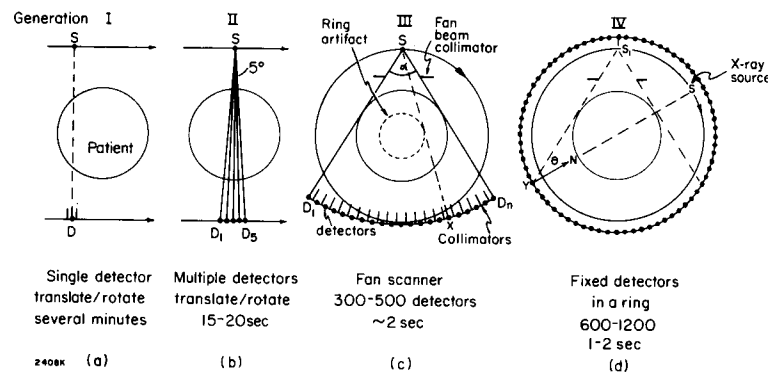 Generation I
S
Patient
D
Single detector
translate/rotate
several minutes
2408K (a)
II
S
5°
D₁ D₅
Multiple detectors
translate/rotate
15-20sec
(b)
III
Ring
artifact
S
Fan
beam
collimator
α
D₁
detectors
X
Dₙ
Collimators
Fan scanner
300-500 detectors
~2 sec
(c)
IV
S₁
X-ray
source
S
θ
N
Y
Fixed detectors
in a ring
600-1200
1-2 sec
(d)